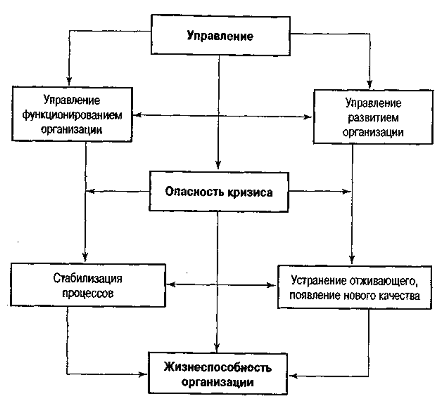 Управление
Управление
функционированием
организации
Управление
развитием
организации
Опасность кризиса
Стабилизация
процессов
Устранение отживающего,
появление нового качества
Жизнеспособность
организации